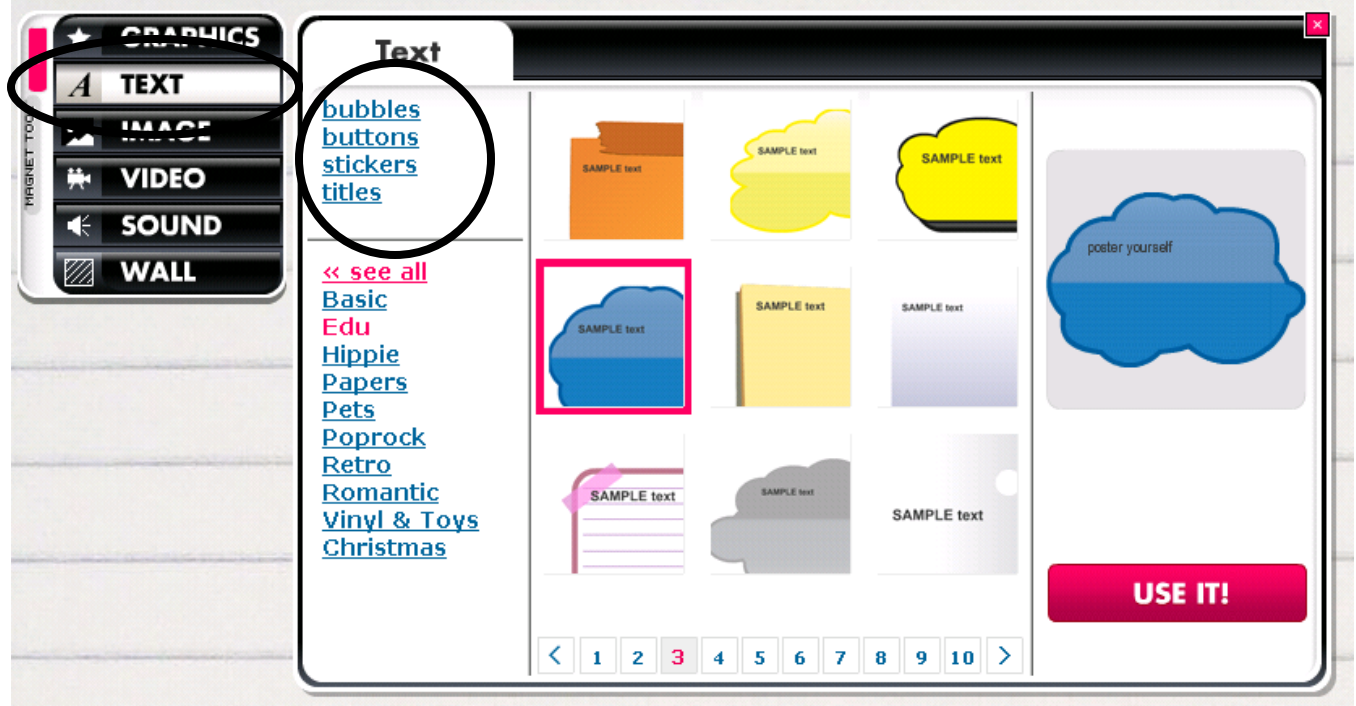 GRAPHICS
TEXT
IMAGE
VIDEO
SOUND
WALL
MAGNET TOO
Text
×
bubbles
buttons
stickers
titles
<< see all
Basic
Edu
Hippie
Papers
Pets
Poprock
Retro
Romantic
Vinyl & Toys
Christmas
SAMPLE text
SAMPLE text
SAMPLE text
SAMPLE text
SAMPLE text
SAMPLE text
SAMPLE text
SAMPLE text
SAMPLE text
< 1 2 3 4 5 6 7 8 9 10 >
poster yourself
USE IT!